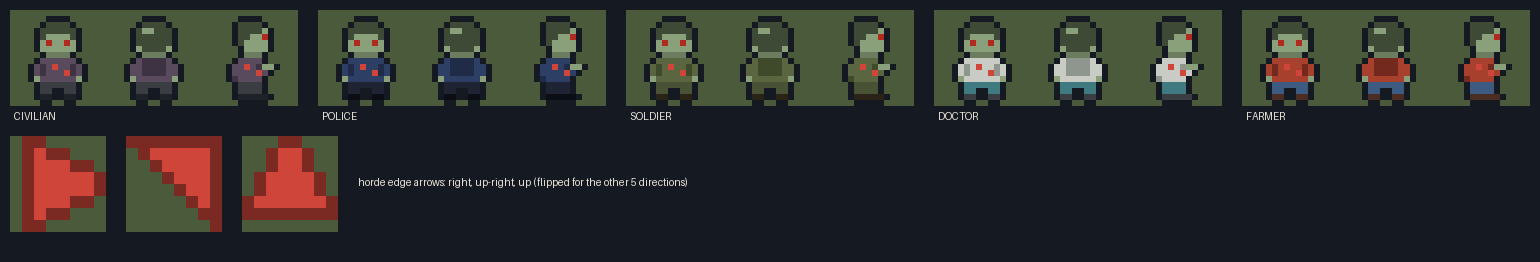 CIVILIAN
POLICE
SOLDIER
DOCTOR
FARMER
horde edge arrows: right, up-right, up (flipped for the other 5 directions)